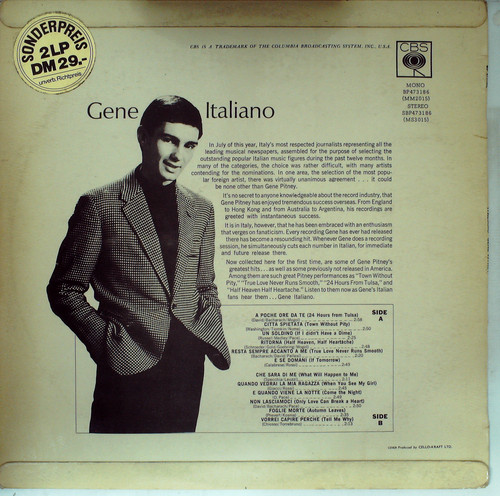 SONDERPREIS
2 LP
DM 29.-
unverb. Richtpreis
CBS IS A TRADEMARK OF THE COLUMBIA BROADCASTING SYSTEM, INC., U.S.A.
CBS
MONO
BP473186
(MM2015)
STEREO
SBP473186
(MS3015)
Gene Italiano
In July of this year, Italy's most respected journalists representing all the
leading musical newspapers, assembled for the purpose of selecting the
outstanding popular Italian music figures during the past twelve months. In
many of the categories, the choice was rather difficult, with many artists
contending for the nominations. In one area, the selection of the most popu-
lar foreign artist, there was virtually unanimous agreement . . . it could
be none other than Gene Pitney.
It's no secret to anyone knowledgeable about the record industry, that
Gene Pitney has enjoyed tremendous success overseas. From England
to Hong Kong and from Australia to Argentina, his recordings are
greeted with instantaneous success.
It is in Italy, however, that he has been embraced with an enthusiasm
that verges on fanaticism. Every recording Gene has ever had released
there has become a resounding hit. Whenever Gene does a recording
session, he simultaneously cuts each number in italian, for immediate
and future release there.
Now collected here for the first time, are some of Gene Pitney's
greatest hits . . . as well as some previously not released in America.
Among them are such great Pitney performances as "Town Without
Pity," "True Love Never Runs Smooth," "24 Hours From Tulsa," and
"Half Heaven Half Heartache." Listen to them now as Gene's Italian
fans hear them . . . Gene Italiano.
A POCHE ORE DA TE (24 Hours from Tulsa)
SIDE A
CITTÀ SPIETATA (Town Without Pity)
UN SOLDINO (If I didn't Have a Dime)
RITORNA (Half Heaven, Half Heartache)
RESTA SEMPRE ACCANTO A ME (True Love Never Runs Smooth)
E SE DOMANI (If Tomorrow)
CHE SARA DI ME (What Will Happen to Me)
QUANDO VEDRAI LA MIA RAGAZZA (When You See My Girl)
E QUANDO VIENE LA NOTTE (Come the Night)
NON LASCIAMOCI (Only Love Can Break a Heart)
FOGLIE MORTE (Autumn Leaves)
VORREI CAPIRE PERCHE (Tell Me Why)
SIDE B
Produced by CELLO-KRAFT LTD.